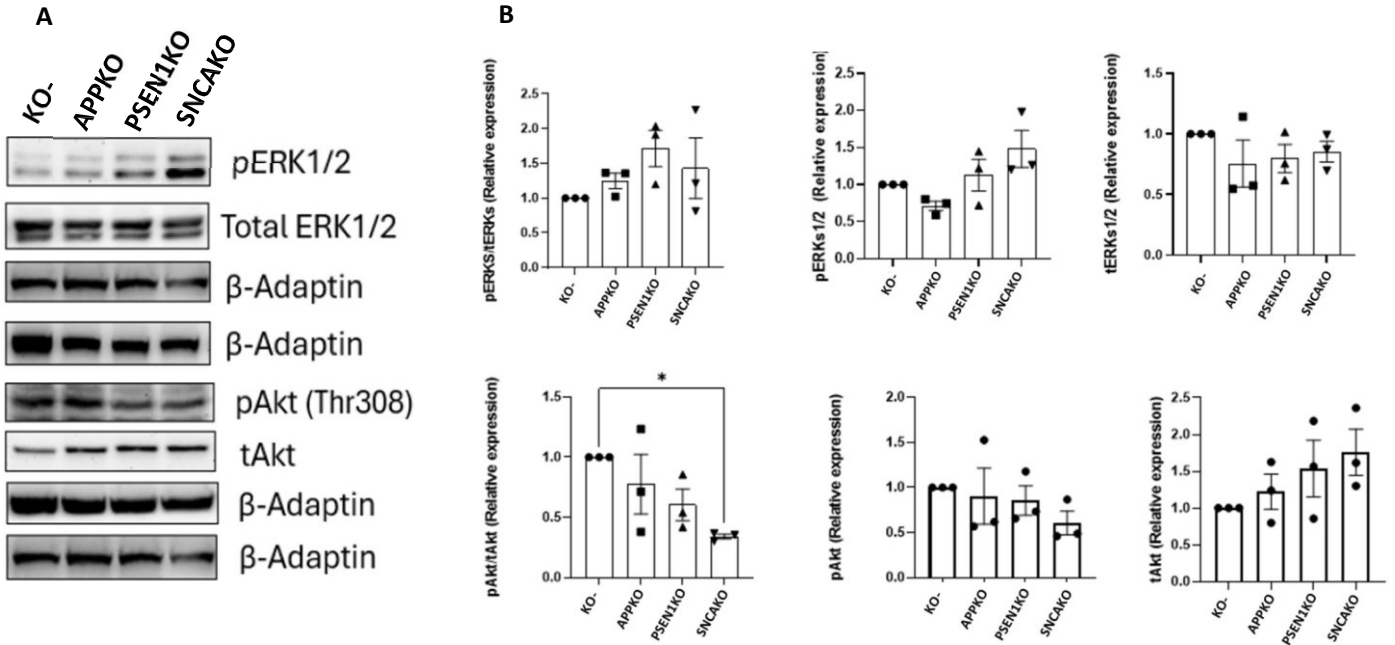 A
B
KO-
APPKO
PSEN1KO
SNCAKO
pERK1/2
Total ERK1/2
β-Adaptin
β-Adaptin
pAkt (Thr308)
tAkt
β-Adaptin
β-Adaptin
pERKS/tERKs (Relative expression)
2.5
2.0
1.5
1.0
0.5
0.0
KO-
APPKO
PSEN1KO
SNCAKO
pERKs1/2 (Relative expression)
2.5
2.0
1.5
1.0
0.5
0.0
KO-
APPKO
PSEN1KO
SNCAKO
tERKs1/2 (Relative expression)
1.5
1.0
0.5
0.0
KO-
APPKO
PSEN1KO
SNCAKO
pAkt/tAkt (Relative expression)
1.5
1.0
0.5
0.0
*
KO-
APPKO
PSEN1KO
SNCAKO
pAkt (Relative expression)
2.0
1.5
1.0
0.5
0.0
KO-
APPKO
PSEN1KO
SNCAKO
tAkt (Relative expression)
2.5
2.0
1.5
1.0
0.5
0.0
KO-
APPKO
PSEN1KO
SNCAKO